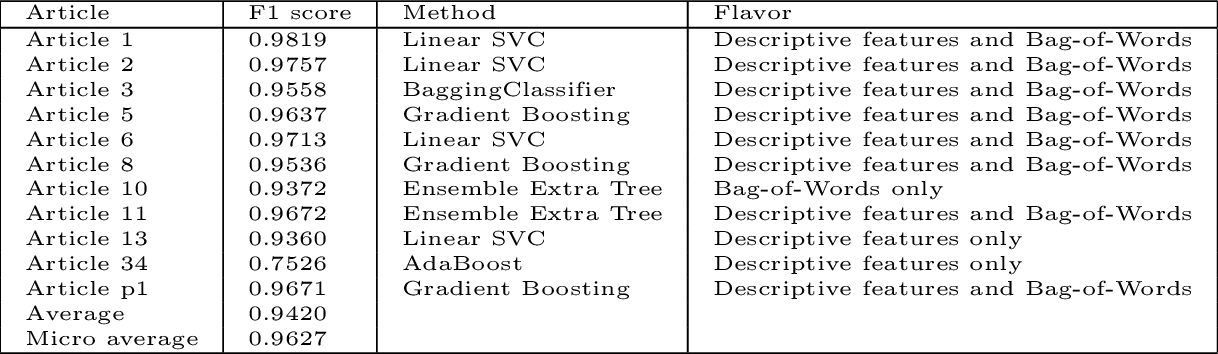 Article F1 score Method Flavor
Article 1 0.9819 Linear SVC Descriptive features and Bag-of-Words
Article 2 0.9757 Linear SVC Descriptive features and Bag-of-Words
Article 3 0.9558 BaggingClassifier Descriptive features and Bag-of-Words
Article 5 0.9637 Gradient Boosting Descriptive features and Bag-of-Words
Article 6 0.9713 Linear SVC Descriptive features and Bag-of-Words
Article 8 0.9536 Gradient Boosting Descriptive features and Bag-of-Words
Article 10 0.9372 Ensemble Extra Tree Bag-of-Words only
Article 11 0.9672 Ensemble Extra Tree Descriptive features and Bag-of-Words
Article 13 0.9360 Linear SVC Descriptive features only
Article 34 0.7526 AdaBoost Descriptive features only
Article p1 0.9671 Gradient Boosting Descriptive features and Bag-of-Words
Average 0.9420
Micro average 0.9627